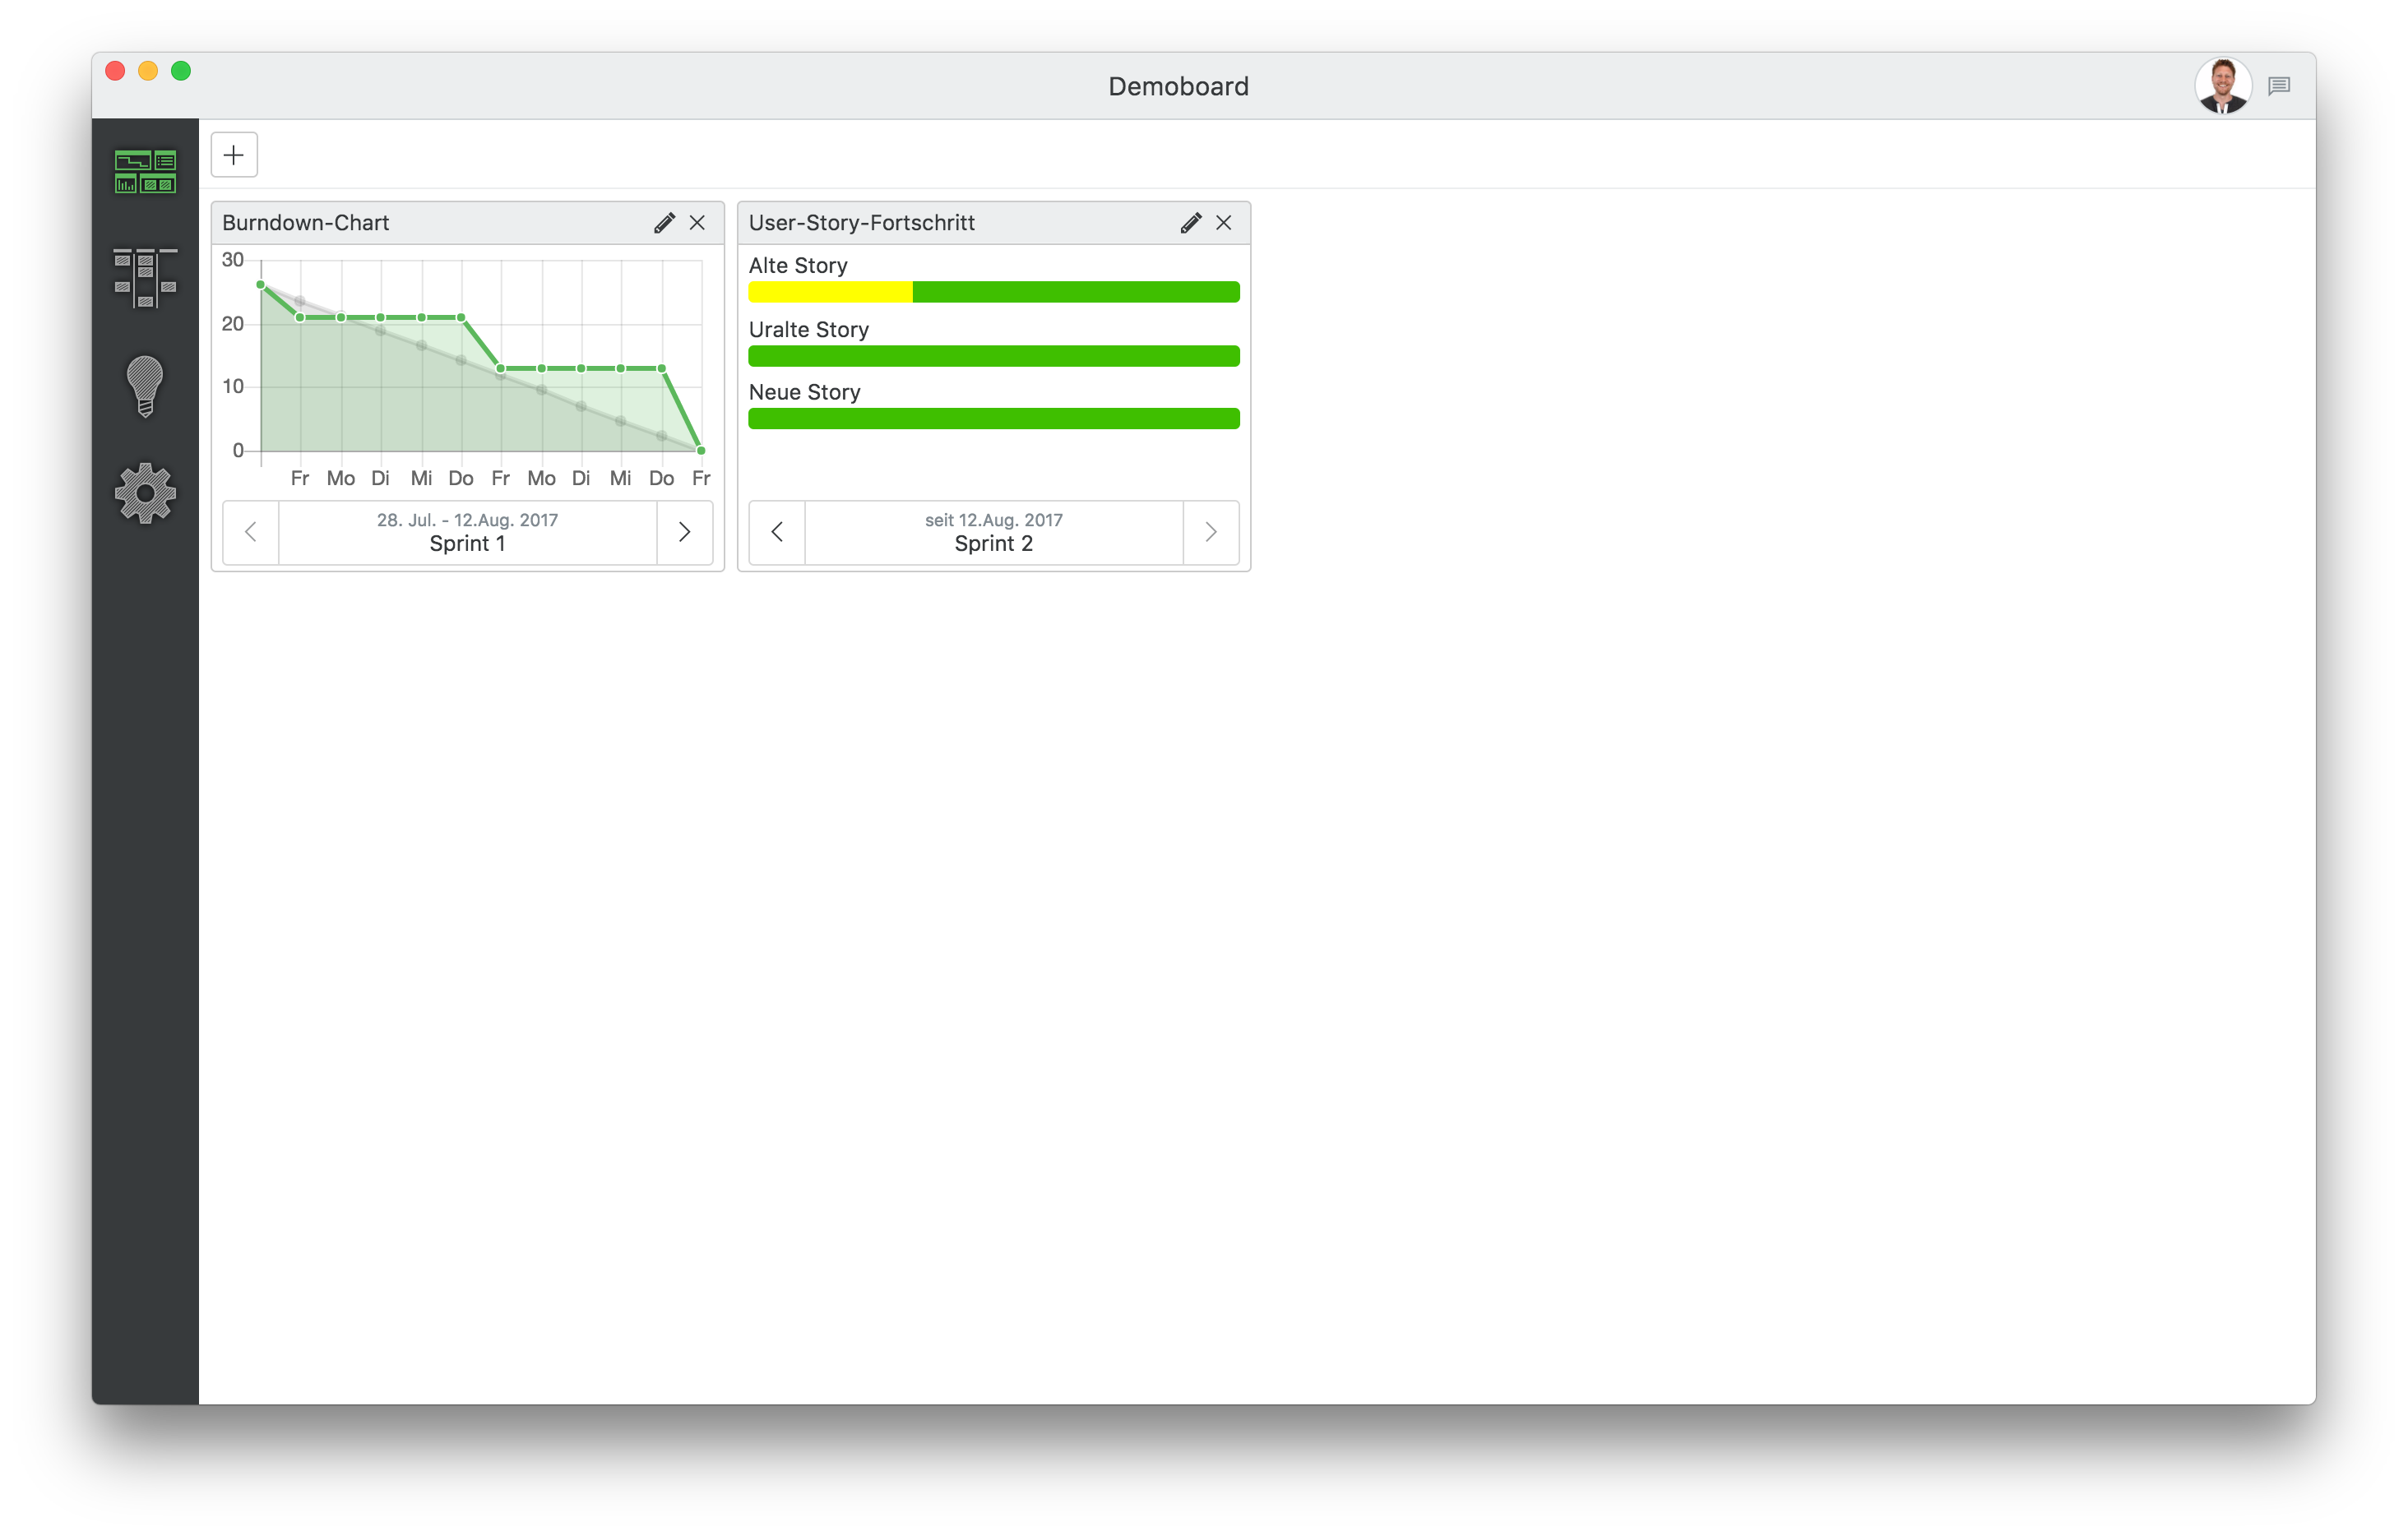 Demoboard
Burndown-Chart
30
20
10
0
Fr Mo Di Mi Do Fr Mo Di Mi Do Fr
28. Jul. - 12.Aug. 2017
Sprint 1
User-Story-Fortschritt
Alte Story
Uralte Story
Neue Story
seit 12.Aug. 2017
Sprint 2